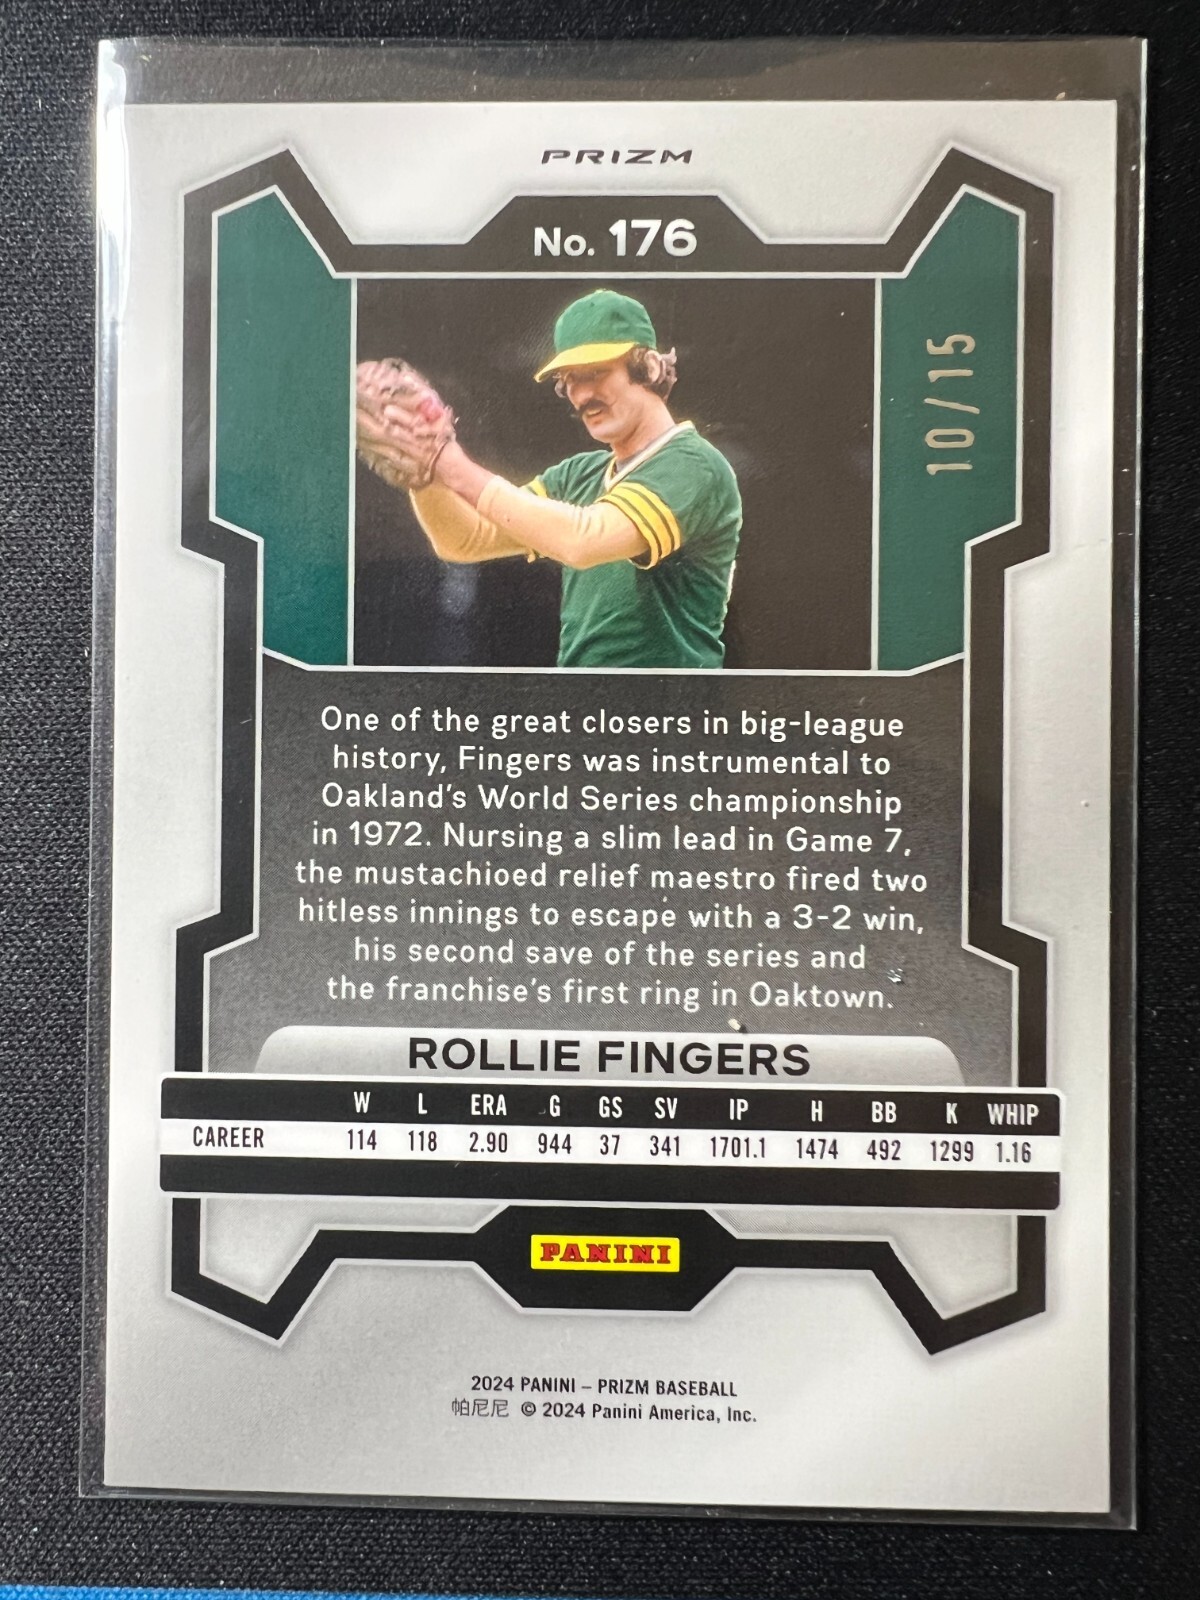 PRIZM
No. 176
10/15
One of the great closers in big-league
history, Fingers was instrumental to
Oakland's World Series championship
in 1972. Nursing a slim lead in Game 7,
the mustachioed relief maestro fired two
hitless innings to escape with a 3-2 win,
his second save of the series and
the franchise's first ring in Oaktown.
ROLLIE FINGERS
W L ERA G GS SV IP H BB K WHIP
CAREER 114 118 2.90 944 37 341 1701.1 1474 492 1299 1.16
PANINI
2024 PANINI – PRIZM BASEBALL
帕尼尼 © 2024 Panini America, Inc.